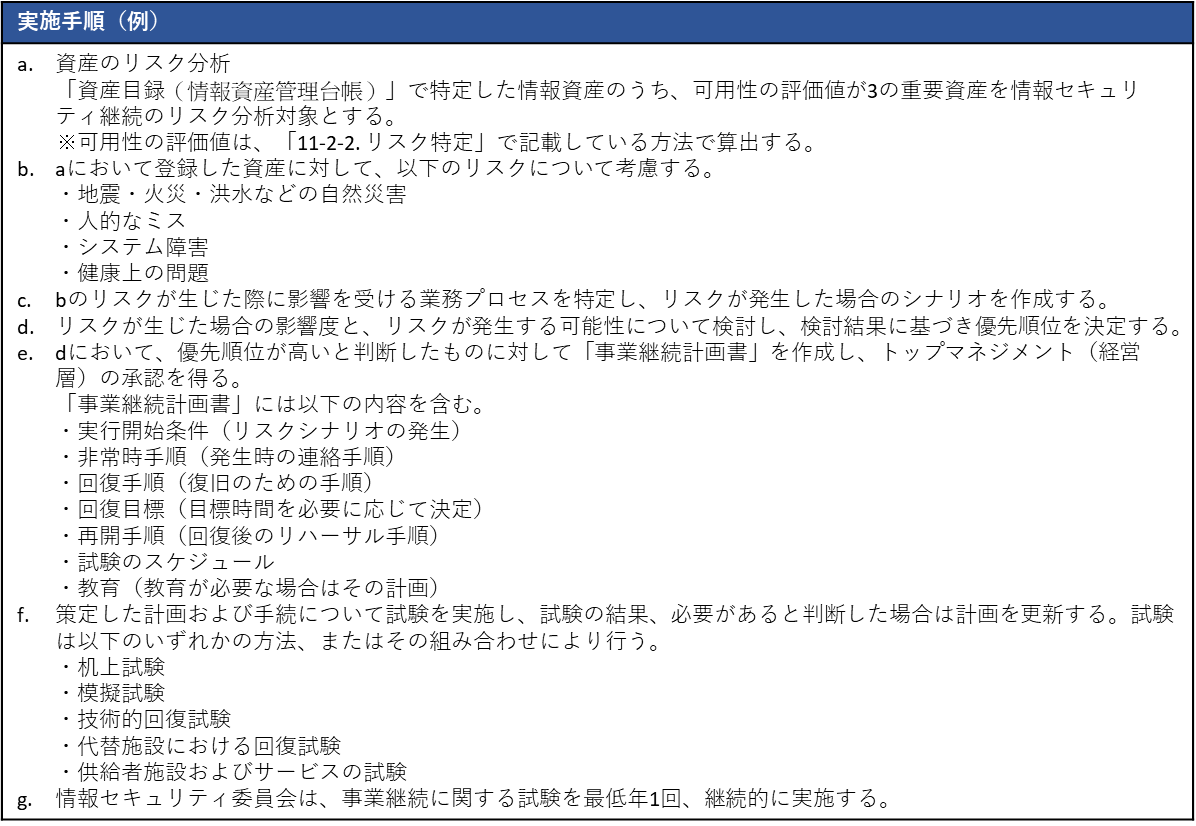 実施手順（例）
a. 資産のリスク分析
「資産目録（情報資産管理台帳）」で特定した情報資産のうち、可用性の評価値が3の重要資産を情報セキュリ
ティ継続のリスク分析対象とする。
※可用性の評価値は、「11-2-2. リスク特定」で記載している方法で算出する。
b. aにおいて登録した資産に対して、以下のリスクについて考慮する。
・地震・火災・洪水などの自然災害
・人的なミス
・システム障害
・健康上の問題
c. bのリスクが生じた際に影響を受ける業務プロセスを特定し、リスクが発生した場合のシナリオを作成する。
d. リスクが生じた場合の影響度と、リスクが発生する可能性について検討し、検討結果に基づき優先順位を決定する。
e. dにおいて、優先順位が高いと判断したものに対して「事業継続計画書」を作成し、トップマネジメント（経営
層）の承認を得る。
「事業継続計画書」には以下の内容を含む。
・実行開始条件（リスクシナリオの発生）
・非常時手順（発生時の連絡手順）
・回復手順（復旧のための手順）
・回復目標（目標時間を必要に応じて決定）
・再開手順（回復後のリハーサル手順）
・試験のスケジュール
・教育（教育が必要な場合はその計画）
f. 策定した計画および手続について試験を実施し、試験の結果、必要があると判断した場合は計画を更新する。試験
は以下のいずれかの方法、またはその組み合わせにより行う。
・机上試験
・模擬試験
・技術的回復試験
・代替施設における回復試験
・供給者施設およびサービスの試験
g. 情報セキュリティ委員会は、事業継続に関する試験を最低年1回、継続的に実施する。